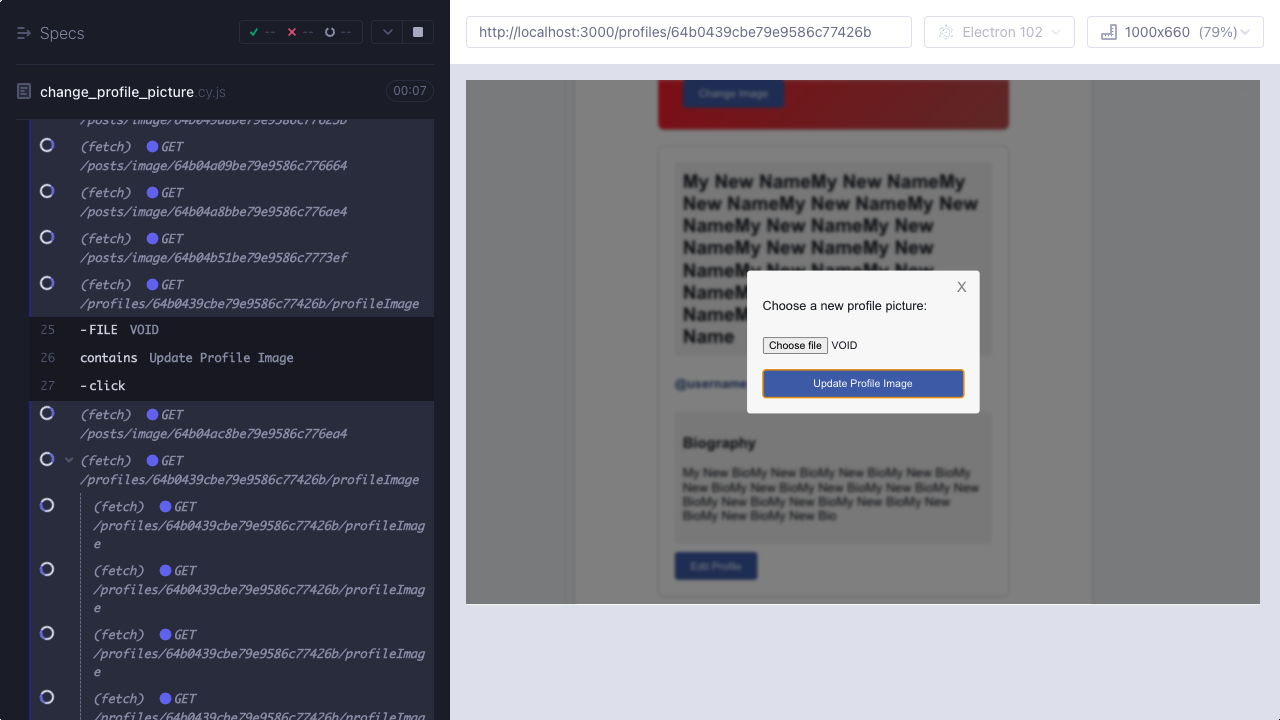 Specs
-- -- --
change_profile_picture.cy.js
00:07
/posts/image/64b049a8be79e9586c77625b
(fetch) GET
/posts/image/64b04a09be79e9586c776664
(fetch) GET
/posts/image/64b04a8bbe79e9586c776ae4
(fetch) GET
/posts/image/64b04b51be79e9586c7773ef
(fetch) GET
/profiles/64b0439cbe79e9586c77426b/profileImage
25 -FILE VOID
26 contains Update Profile Image
27 -click
(fetch) GET
/posts/image/64b04ac8be79e9586c776ea4
(fetch) GET
/profiles/64b0439cbe79e9586c77426b/profileImage
(fetch) GET
/profiles/64b0439cbe79e9586c77426b/profileImag
e
(fetch) GET
/profiles/64b0439cbe79e9586c77426b/profileImag
e
(fetch) GET
/profiles/64b0439cbe79e9586c77426b/profileImag
e
(fetch) GET
/profiles/64b0439cbe79e9586c77426b/profileImag
http://localhost:3000/profiles/64b0439cbe79e9586c77426b
Electron 102
1000x660 (79%)
Change Image
My New NameMy New NameMy
New NameMy New NameMy New
NameMy New NameMy New
NameMy New NameMy New
NameMy New NameMy New
Name
X
Choose a new profile picture:
Choose file VOID
Update Profile Image
@username
Biography
My New BioMy New BioMy New BioMy New BioMy
New BioMy New BioMy New BioMy New BioMy New
BioMy New BioMy New BioMy New BioMy New
BioMy New BioMy New Bio
Edit Profile